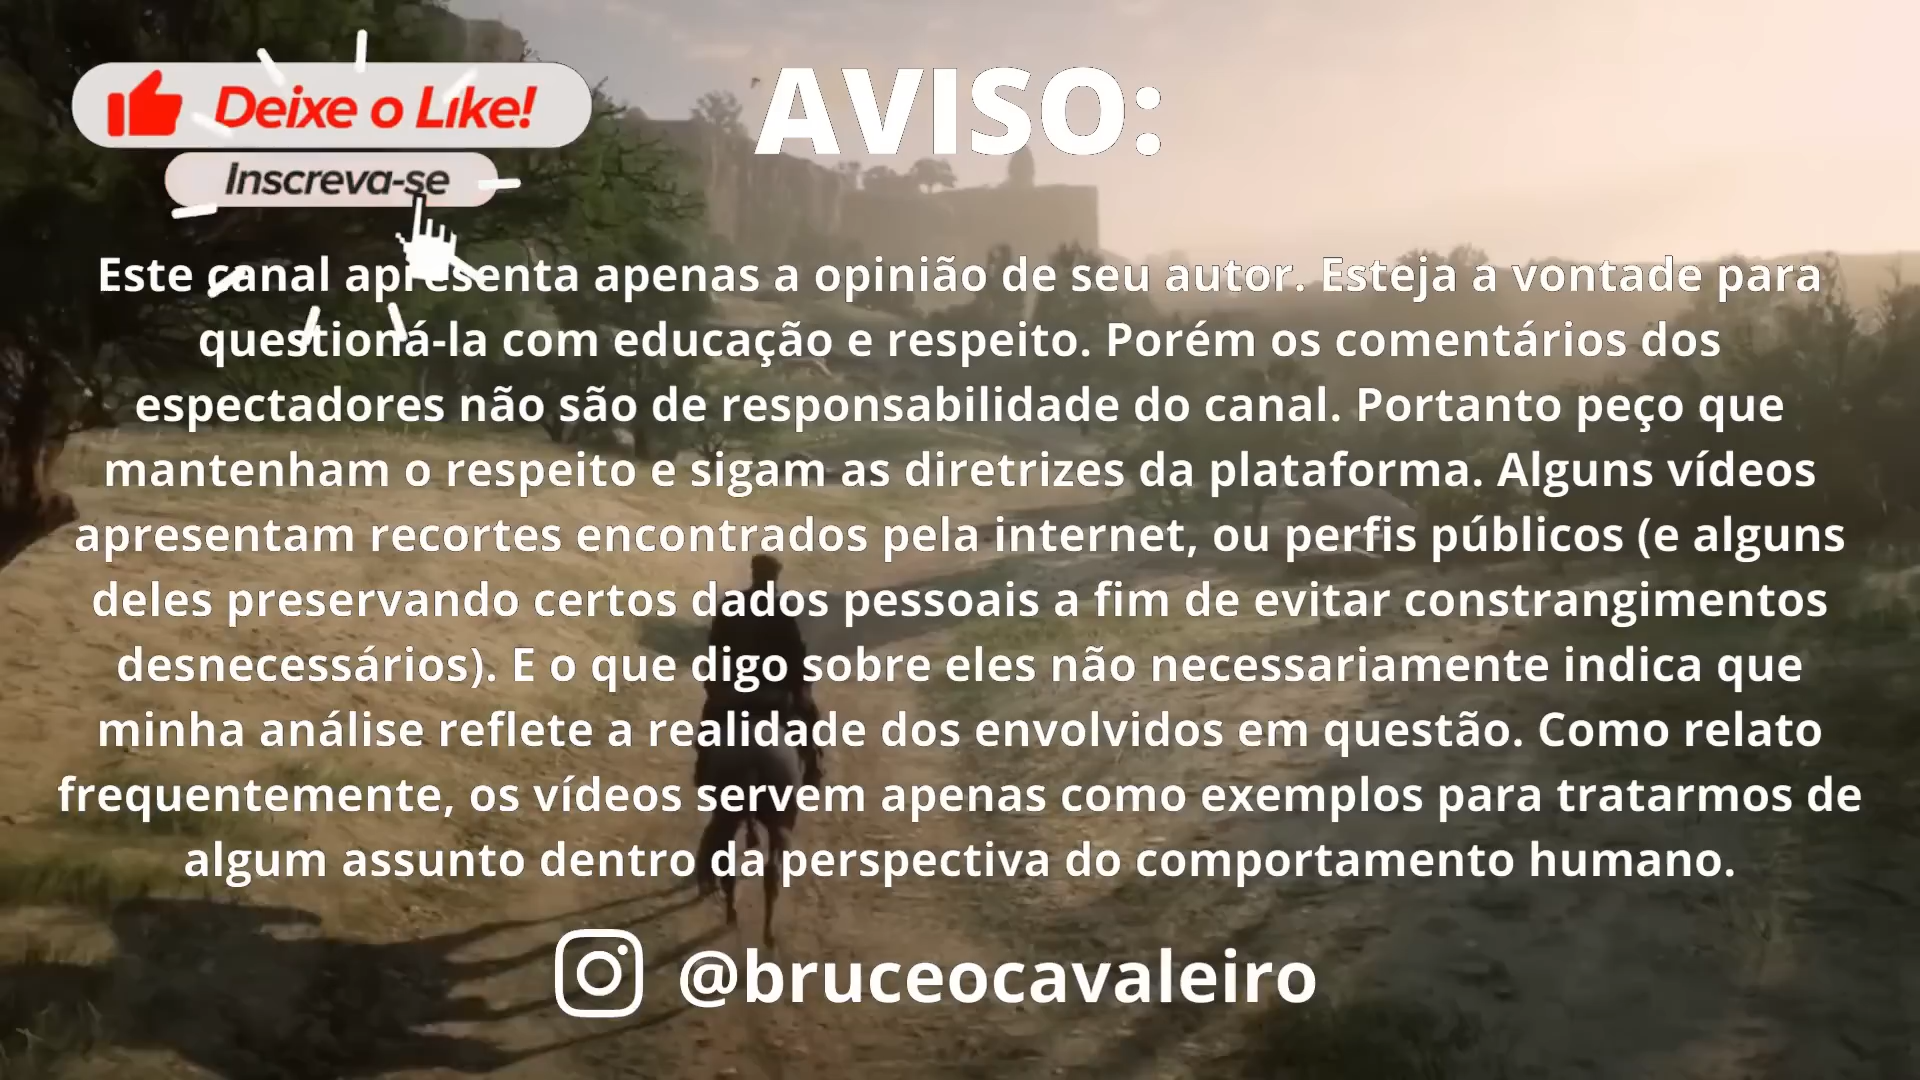 Deixe o Like!
Inscreva-se
AVISO:
Este canal apresenta apenas a opinião de seu autor. Esteja a vontade para
questioná-la com educação e respeito. Porém os comentários dos
espectadores não são de responsabilidade do canal. Portanto peço que
mantenham o respeito e sigam as diretrizes da plataforma. Alguns vídeos
apresentam recortes encontrados pela internet, ou perfis públicos (e alguns
deles preservando certos dados pessoais a fim de evitar constrangimentos
desnecessários). E o que digo sobre eles não necessariamente indica que
minha análise reflete a realidade dos envolvidos em questão. Como relato
frequentemente, os vídeos servem apenas como exemplos para tratarmos de
algum assunto dentro da perspectiva do comportamento humano.
@bruceocavaleiro